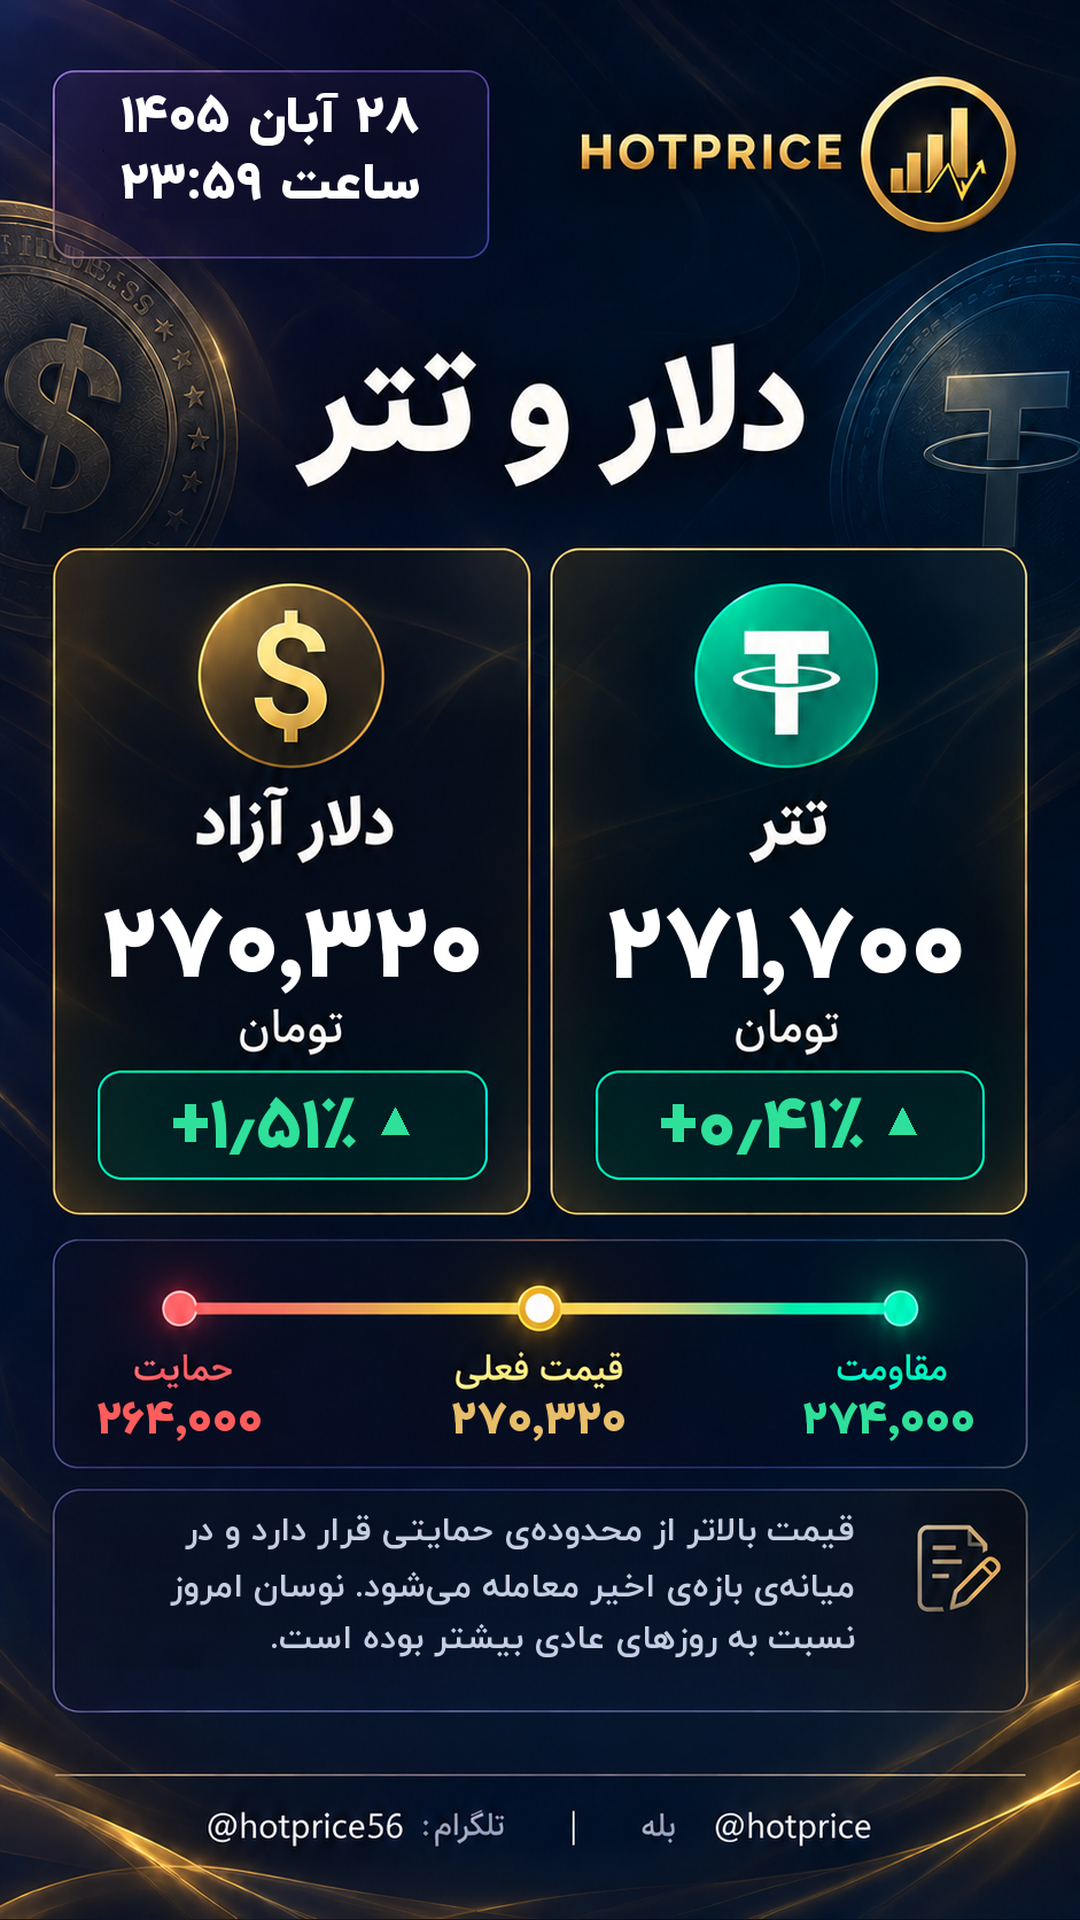 HOTPRICE
۲۸ آبان ۱۴۰۵
ساعت ۲۳:۵۹
دلار و تتر
تتر
۲۷۱,۷۰۰
تومان
+۰٫۴۱٪ ▲
دلار آزاد
۲۷۰,۳۲۰
تومان
+۱٫۵۱٪ ▲
مقاومت
۲۷۴,۰۰۰
قیمت فعلی
۲۷۰,۳۲۰
حمایت
۲۶۴,۰۰۰
قیمت بالاتر از محدوده‌ی حمایتی قرار دارد و در
میانه‌ی بازه‌ی اخیر معامله می‌شود. نوسان امروز
نسبت به روزهای عادی بیشتر بوده است.
@hotprice بله | تلگرام: @hotprice56